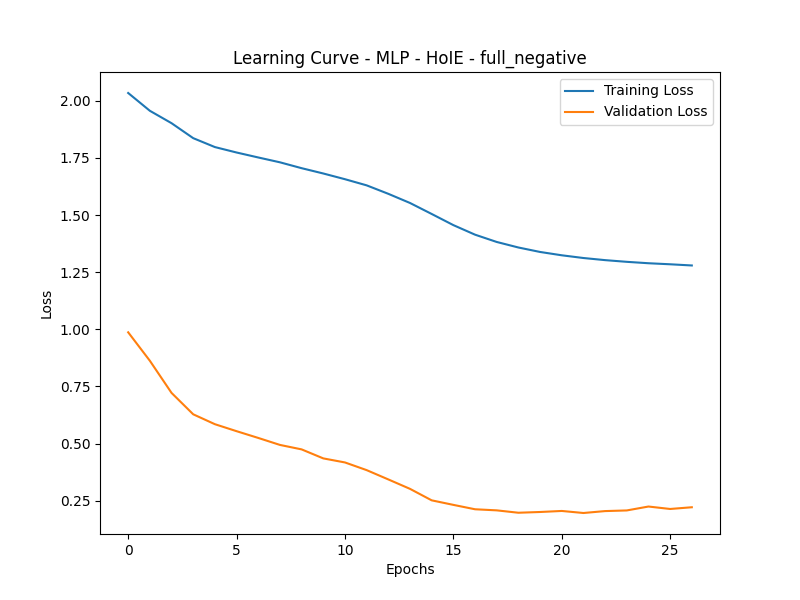 Learning Curve - MLP - HolE - full_negative
Training Loss
Validation Loss
2.00
1.75
1.50
1.25
1.00
0.75
0.50
0.25
Loss
0 5 10 15 20 25
Epochs